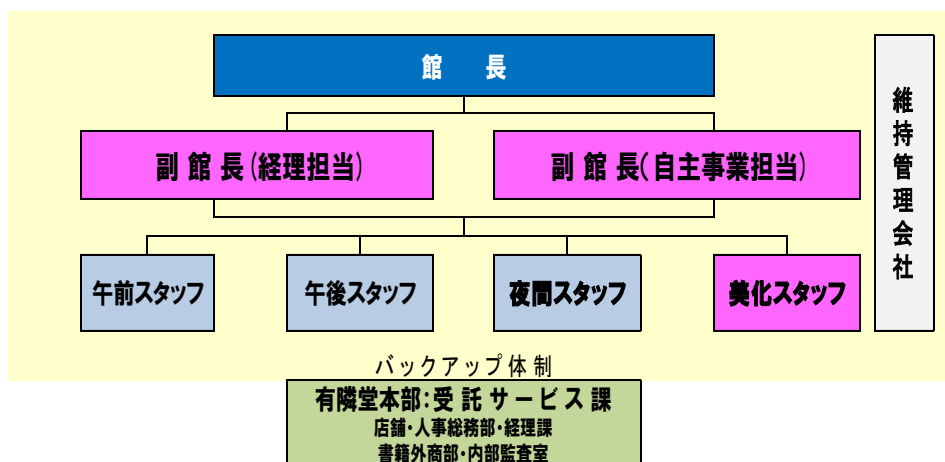 館 長
副 館 長(経理担当)
副 館 長(自主事業担当)
午前スタッフ
午後スタッフ
夜間スタッフ
美化スタッフ
維持管理会社
バックアップ体制
有隣堂本部:受託サービス課
店舗・人事総務部・経理課
書籍外商部・内部監査室